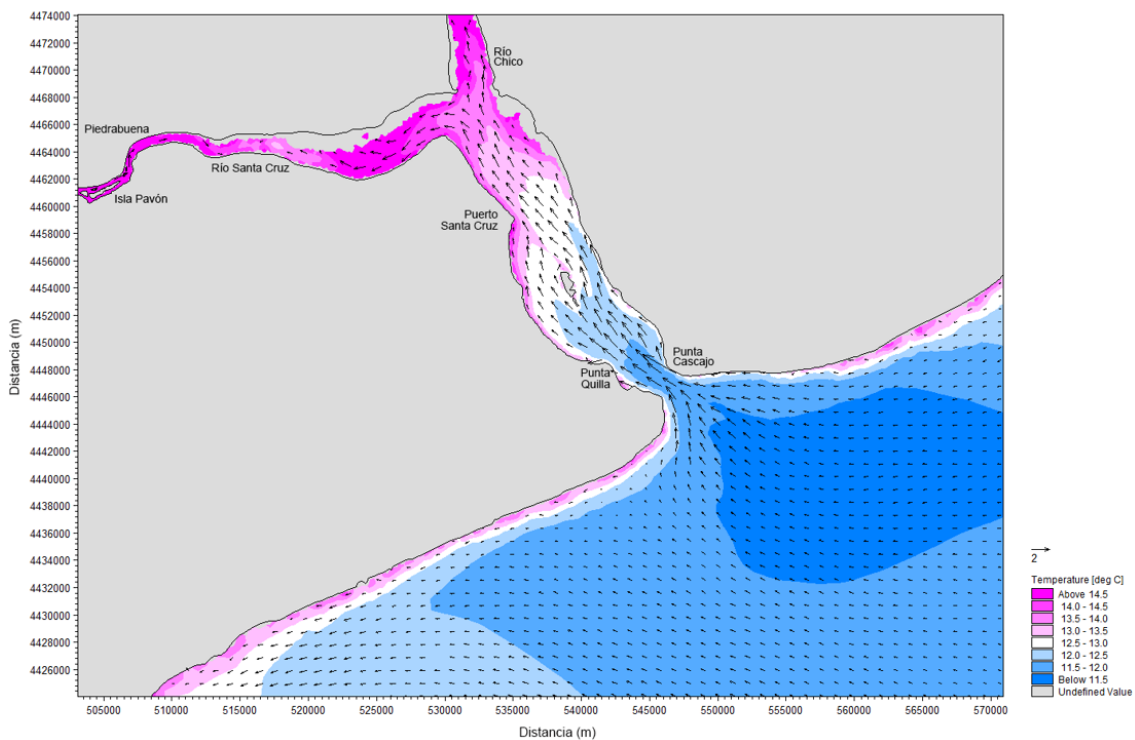 4474000
4472000
4470000
4468000
4466000
4464000
4462000
4460000
4458000
4456000
4454000
4452000
4450000
4448000
4446000
4444000
4442000
4440000
4438000
4436000
4434000
4432000
4430000
4428000
4426000
Distancia (m)
Río
Chico
Piedrabuena
Río Santa Cruz
Isla Pavón
Puerto
Santa Cruz
Punta
Cascajo
Punta
Quilla
505000 510000 515000 520000 525000 530000 535000 540000 545000 550000 555000 560000 565000 570000
Distancia (m)
2
Temperature [deg C]
Above 14.5
14.0 - 14.5
13.5 - 14.0
13.0 - 13.5
12.5 - 13.0
12.0 - 12.5
11.5 - 12.0
Below 11.5
Undefined Value